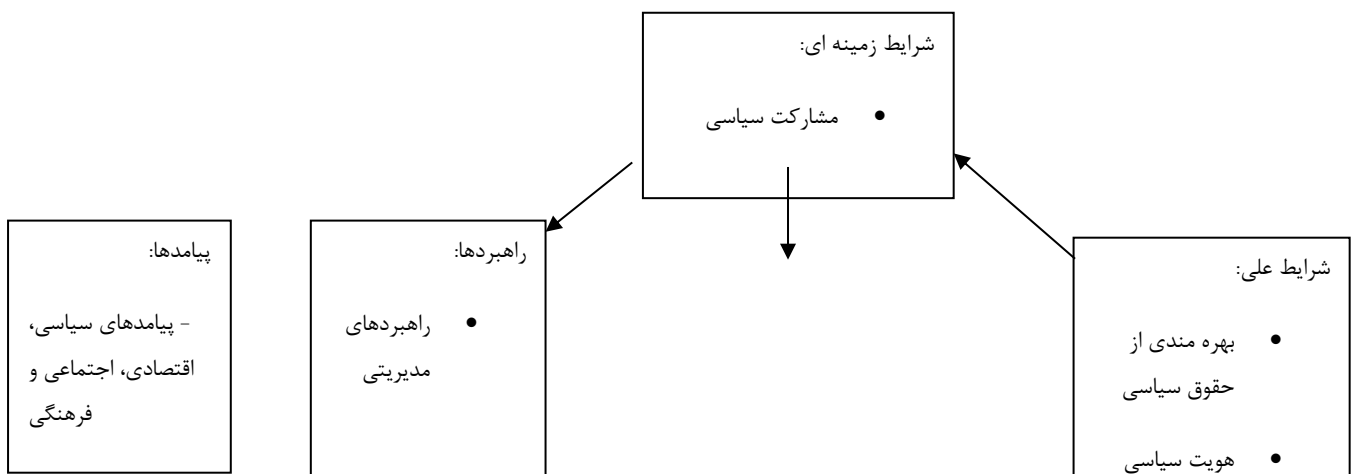 شرایط زمینه ای:
• مشارکت سیاسی
شرایط علی:
• بهره مندی از
حقوق سیاسی
• هویت سیاسی
راهبردها:
• راهبردهای
مدیریتی
پیامدها:
- پیامدهای سیاسی،
اقتصادی، اجتماعی و
فرهنگی